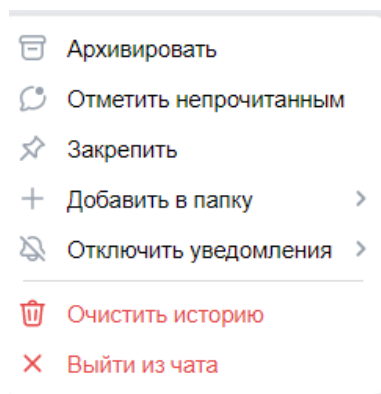 Архивировать
Отметить непрочитанным
Закрепить
Добавить в папку
Отключить уведомления
Очистить историю
Выйти из чата